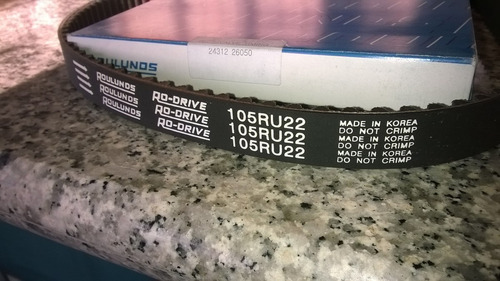 ROULUNDS
24312 26050
ROULUNDS RO-DRIVE 105RU22 MADE IN KOREA
DO NOT CRIMP
ROULUNDS RO-DRIVE 105RU22 MADE IN KOREA
DO NOT CRIMP
ROULUNDS RO-DRIVE 105RU22 MADE IN KOREA
DO NOT CRIMP